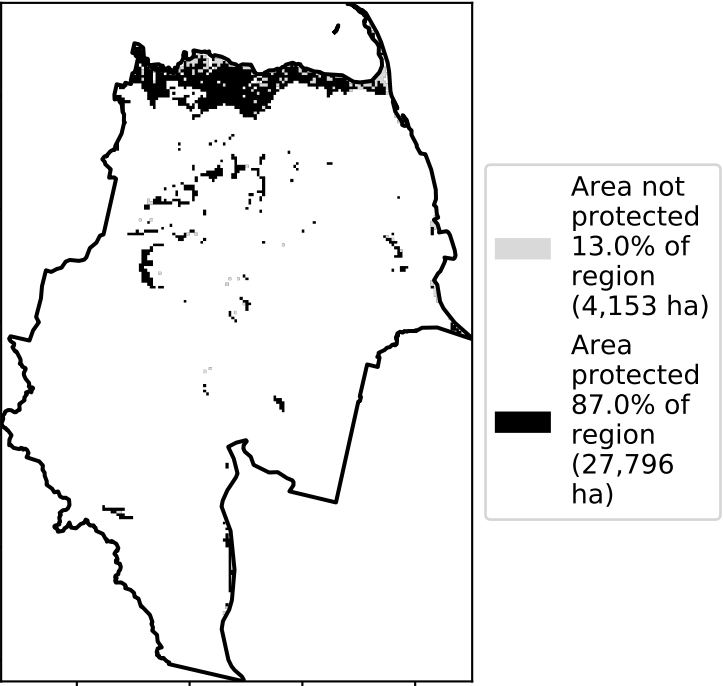 Area not
protected
13.0% of
region
(4,153 ha)
Area
protected
87.0% of
region
(27,796
ha)